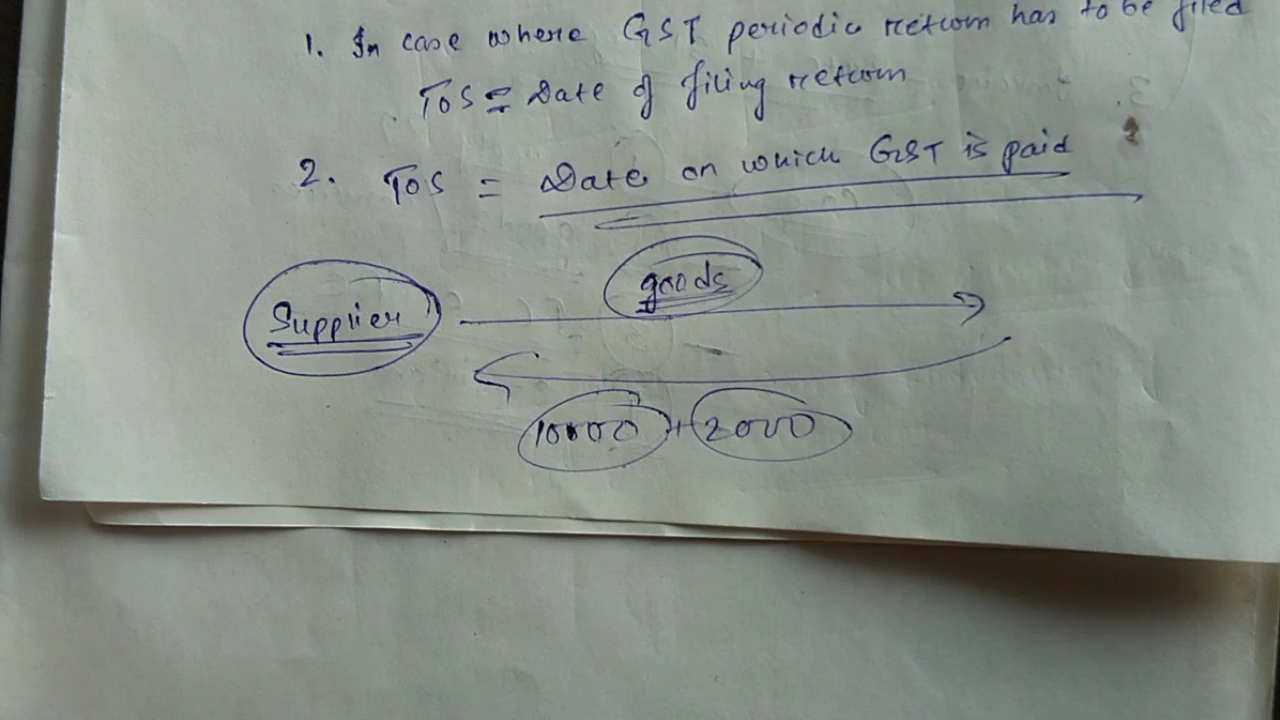 1. In case where GST periodic return has to be filed
TOS = Date of filing return
2. TOS = Date on which GST is paid
goods
Supplier
10000 + 2000